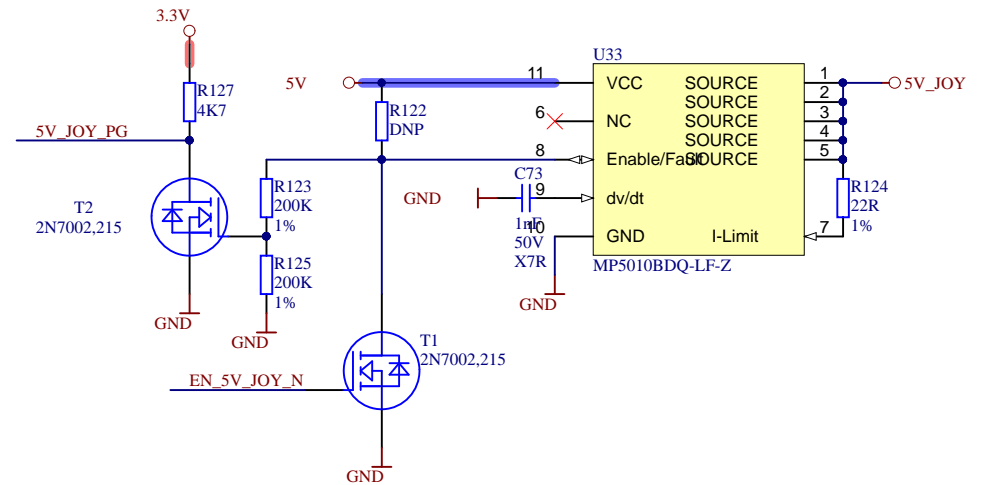 3.3V
R127
4K7
5V_JOY_PG
T2
2N7002,215
GND
R123
200K
1%
R125
200K
1%
GND
5V
R122
DNP
EN_5V_JOY_N
T1
2N7002,215
GND
GND
C73
1nF
50V
X7R
GND
U33
11
VCC
6
NC
8
Enable/Fault
9
dv/dt
10
GND
SOURCE
1
SOURCE
2
SOURCE
3
SOURCE
4
SOURCE
5
I-Limit
7
MP5010BDQ-LF-Z
5V_JOY
R124
22R
1%